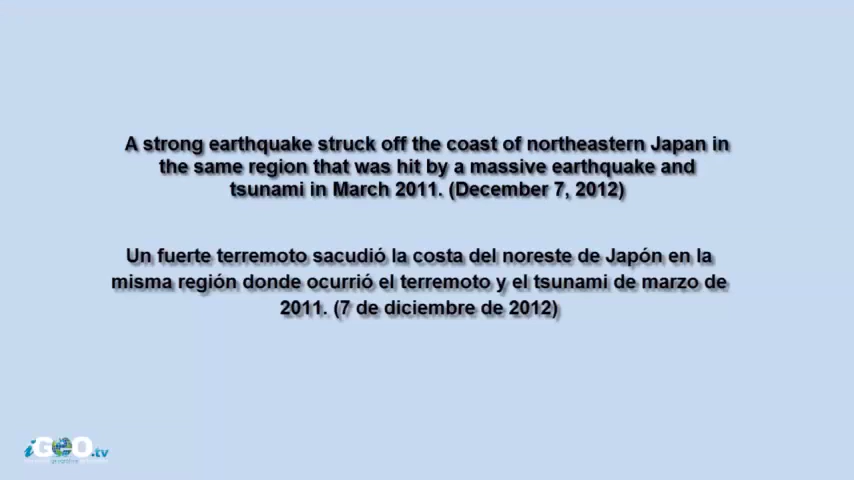 A strong earthquake struck off the coast of northeastern Japan in
the same region that was hit by a massive earthquake and
tsunami in March 2011. (December 7, 2012)
Un fuerte terremoto sacudió la costa del noreste de Japón en la
misma región donde ocurrió el terremoto y el tsunami de marzo de
2011. (7 de diciembre de 2012)
iGeO.tv